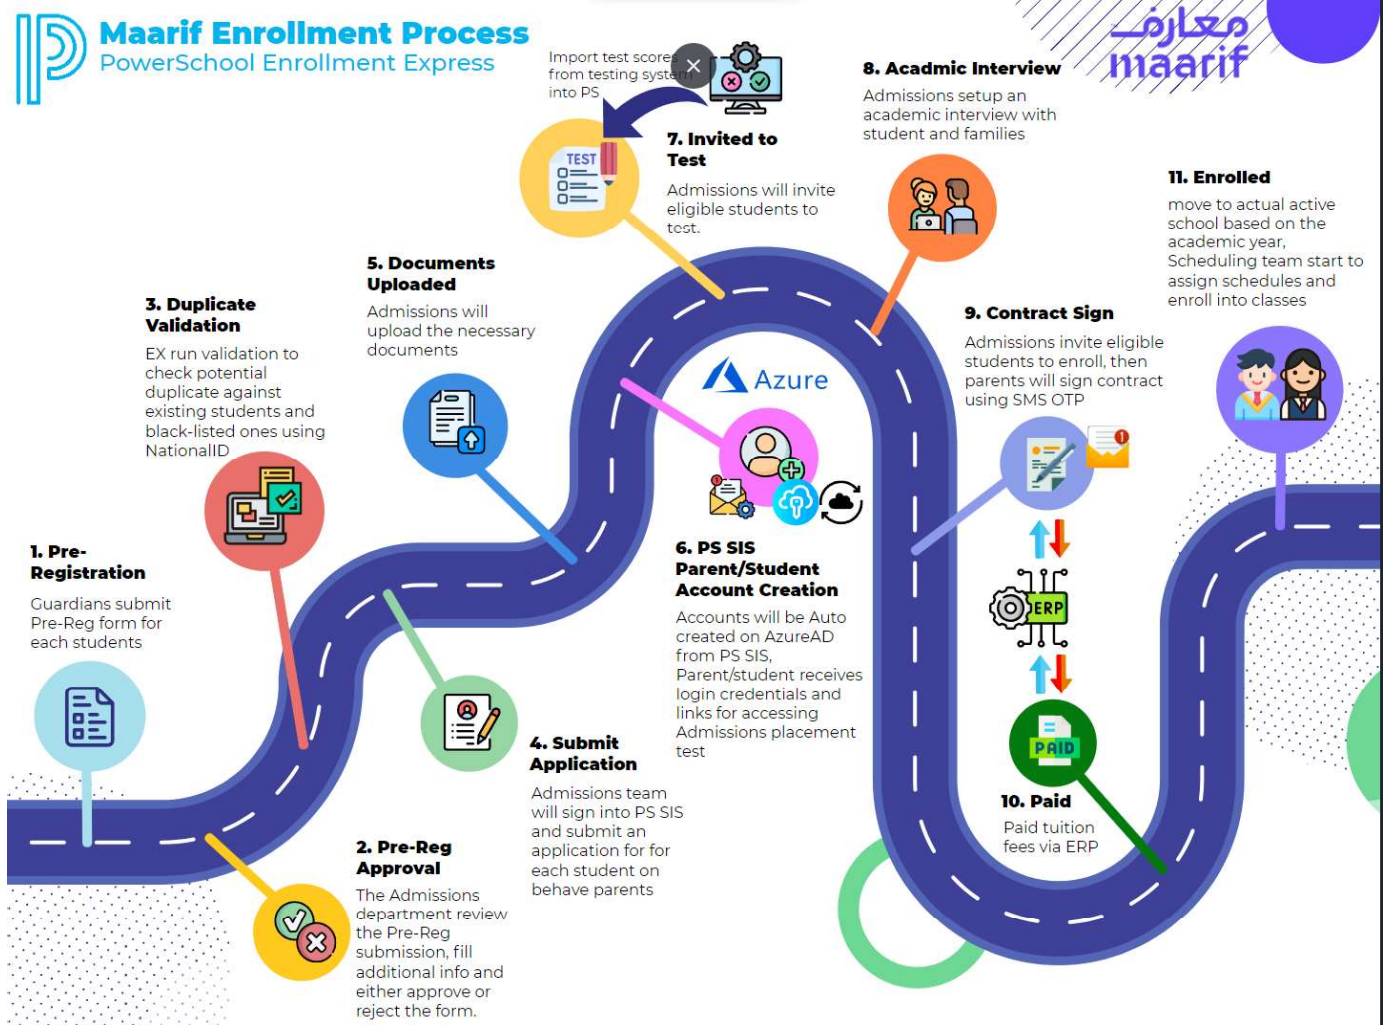 Maarif Enrollment Process
PowerSchool Enrollment Express
معارف
maarif
1. Pre-
Registration
Guardians submit
Pre-Reg form for
each students
2. Pre-Reg
Approval
The Admissions
department review
the Pre-Reg
submission, fill
additional info and
either approve or
reject the form.
3. Duplicate
Validation
EX run validation to
check potential
duplicate against
existing students and
black-listed ones using
NationalID
4. Submit
Application
Admissions team
will sign into PS SIS
and submit an
application for for
each student on
behave parents
5. Documents
Uploaded
Admissions will
upload the necessary
documents
Azure
1
6. PS SIS
Parent/Student
Account Creation
Accounts will be Auto
created on AzureAD
from PS SIS,
Parent/student receives
login credentials and
links for accessing
Admissions placement
test
Import test scores
from testing system
into PS
TEST
7. Invited to
Test
Admissions will invite
eligible students to
test.
8. Acadmic Interview
Admissions setup an
academic interview with
student and families
9. Contract Sign
Admissions invite eligible
students to enroll, then
parents will sign contract
using SMS OTP
1
ERP
PAID
10. Paid
Paid tuition
fees via ERP
11. Enrolled
move to actual active
school based on the
academic year,
Scheduling team start to
assign schedules and
enroll into classes